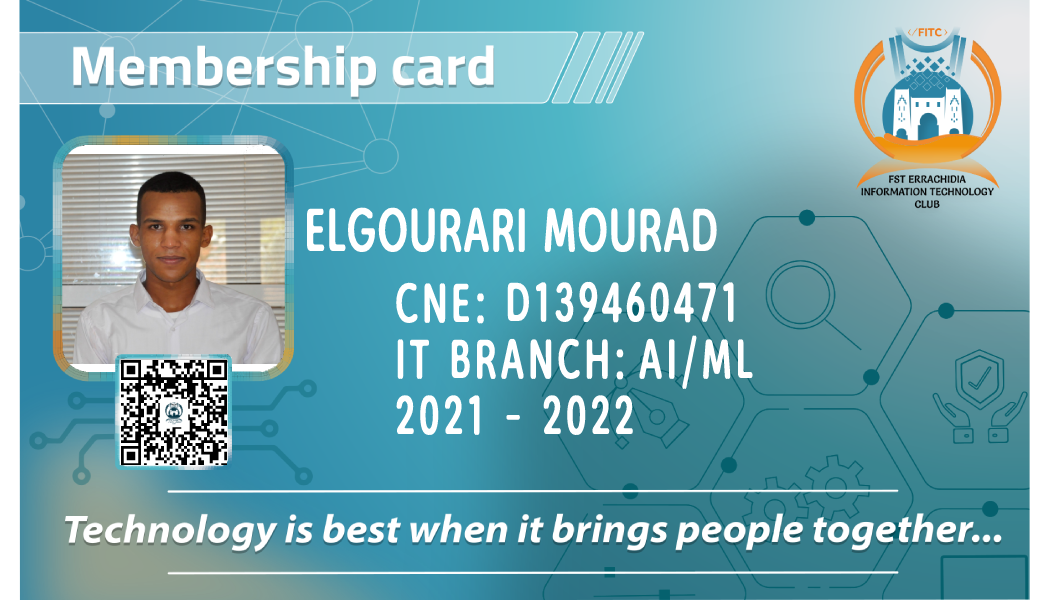 Membership card
</FITC>
FST ERRACHIDIA
INFORMATION TECHNOLOGY
CLUB
ELGOURARI MOURAD
CNE: D139460471
IT BRANCH: AI/ML
2021 - 2022
Technology is best when it brings people together...